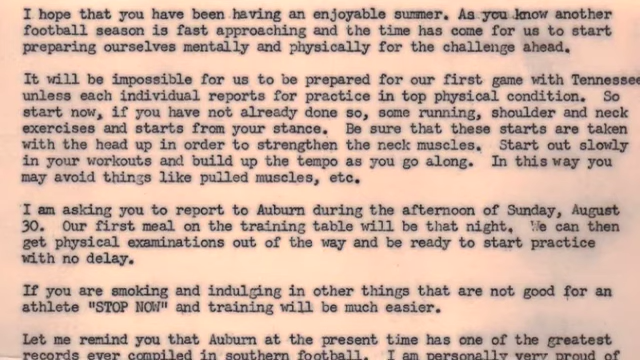 I hope that you have been having an enjoyable summer. As you know another
football season is fast approaching and the time has come for us to start
preparing ourselves mentally and physically for the challenge ahead.
It will be impossible for us to be prepared for our first game with Tennessee
unless each individual reports for practice in top physical condition. So
start now, if you have not already done so, some running, shoulder and neck
exercises and starts from your stance. Be sure that these starts are taken
with the head up in order to strengthen the neck muscles. Start out slowly
in your workouts and build up the tempo as you go along. In this way you
may avoid things like pulled muscles, etc.
I am asking you to report to Auburn during the afternoon of Sunday, August
30. Our first meal on the training table will be that night. We can then
get physical examinations out of the way and be ready to start practice
with no delay.
If you are smoking and indulging in other things that are not good for an
athlete "STOP NOW" and training will be much easier.
Let me remind you that Auburn at the present time has one of the greatest
records ever compiled in southern football. I am personally very proud of